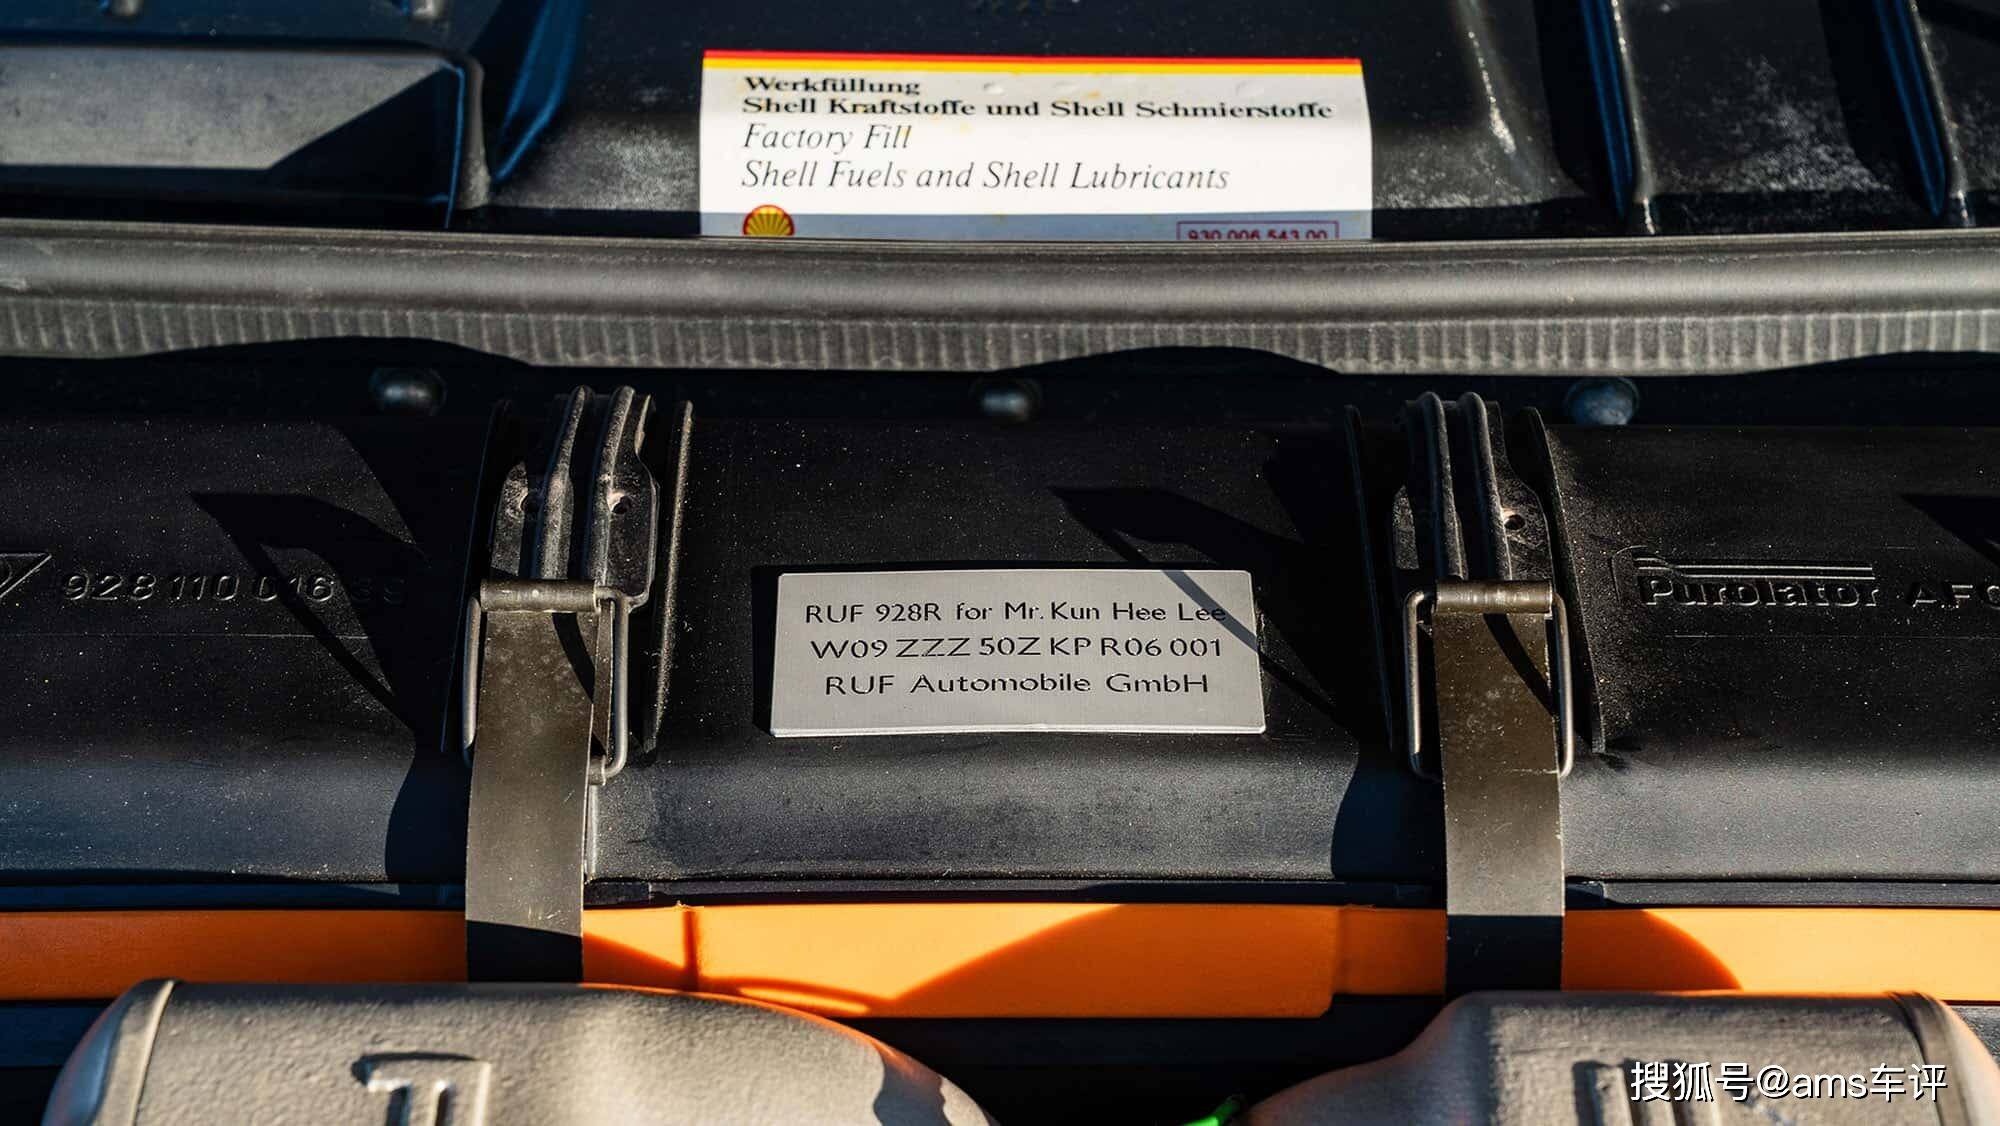 Werkfüllung
Shell Kraftstoffe und Shell Schmierstoffe
Factory Fill
Shell Fuels and Shell Lubricants
930 006 543 00
928 110 016
Purolator
RUF 928R for Mr. Kun Hee Lee
W09 ZZZ 50Z KP R06 001
RUF Automobile GmbH
搜狐号@ams车评